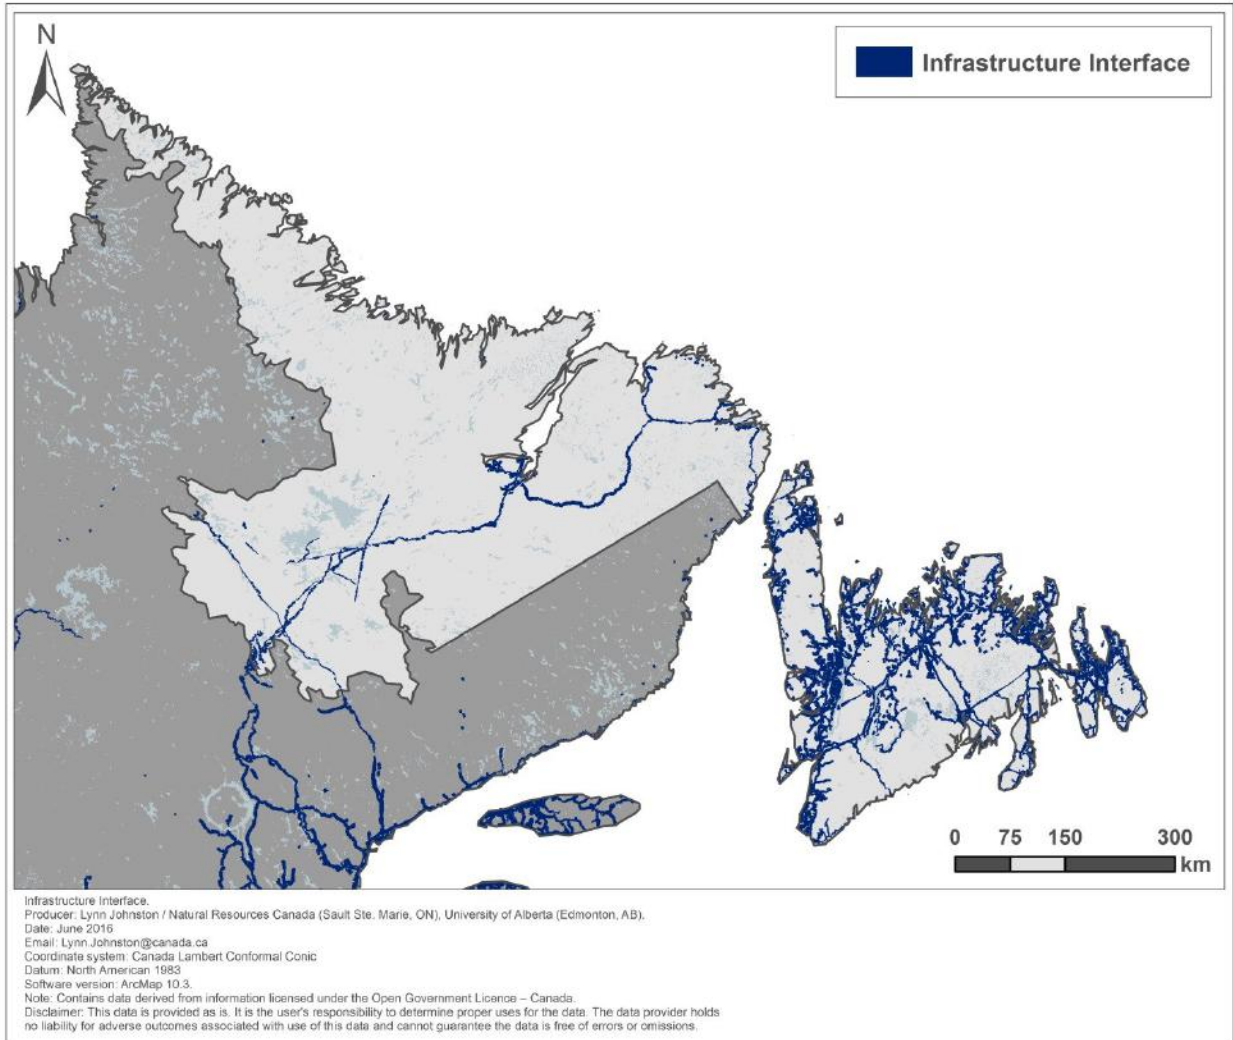 N
Infrastructure Interface
0 75 150 300
km
Infrastructure Interface.
Producer: Lynn Johnston / Natural Resources Canada (Sault Ste. Marie, ON), University of Alberta (Edmonton, AB).
Date: June 2016
Email: Lynn.Johnston@canada.ca
Coordinate system: Canada Lambert Conformal Conic
Datum: North American 1983
Software version: ArcMap 10.3.
Note: Contains data derived from information licensed under the Open Government Licence – Canada.
Disclaimer: This data is provided as is. It is the user's responsibility to determine proper uses for the data. The data provider holds
no liability for adverse outcomes associated with use of this data and cannot guarantee the data is free of errors or omissions.